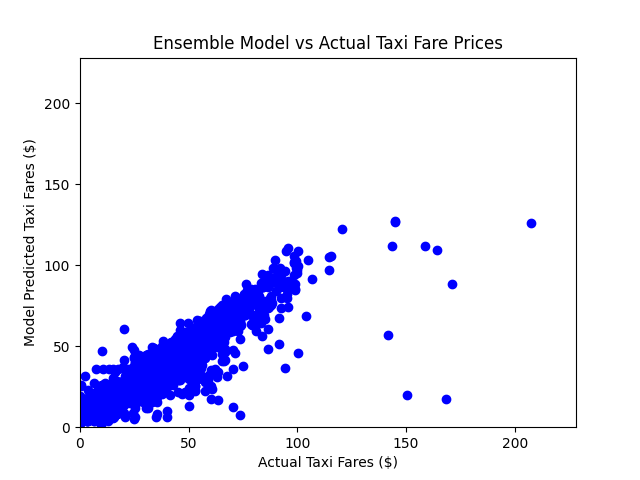 Ensemble Model vs Actual Taxi Fare Prices
200
150
100
50
0
Model Predicted Taxi Fares ($)
0 50 100 150 200
Actual Taxi Fares ($)